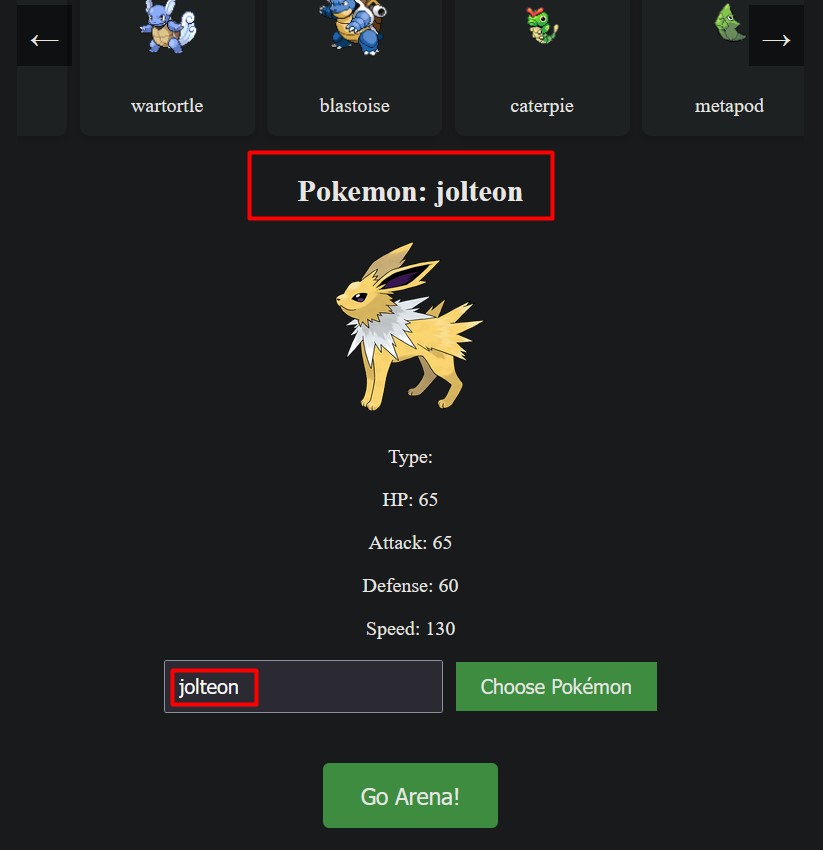 ←
→
wartortle
blastoise
caterpie
metapod
Pokemon: jolteon
Type:
HP: 65
Attack: 65
Defense: 60
Speed: 130
jolteon
Choose Pokémon
Go Arena!